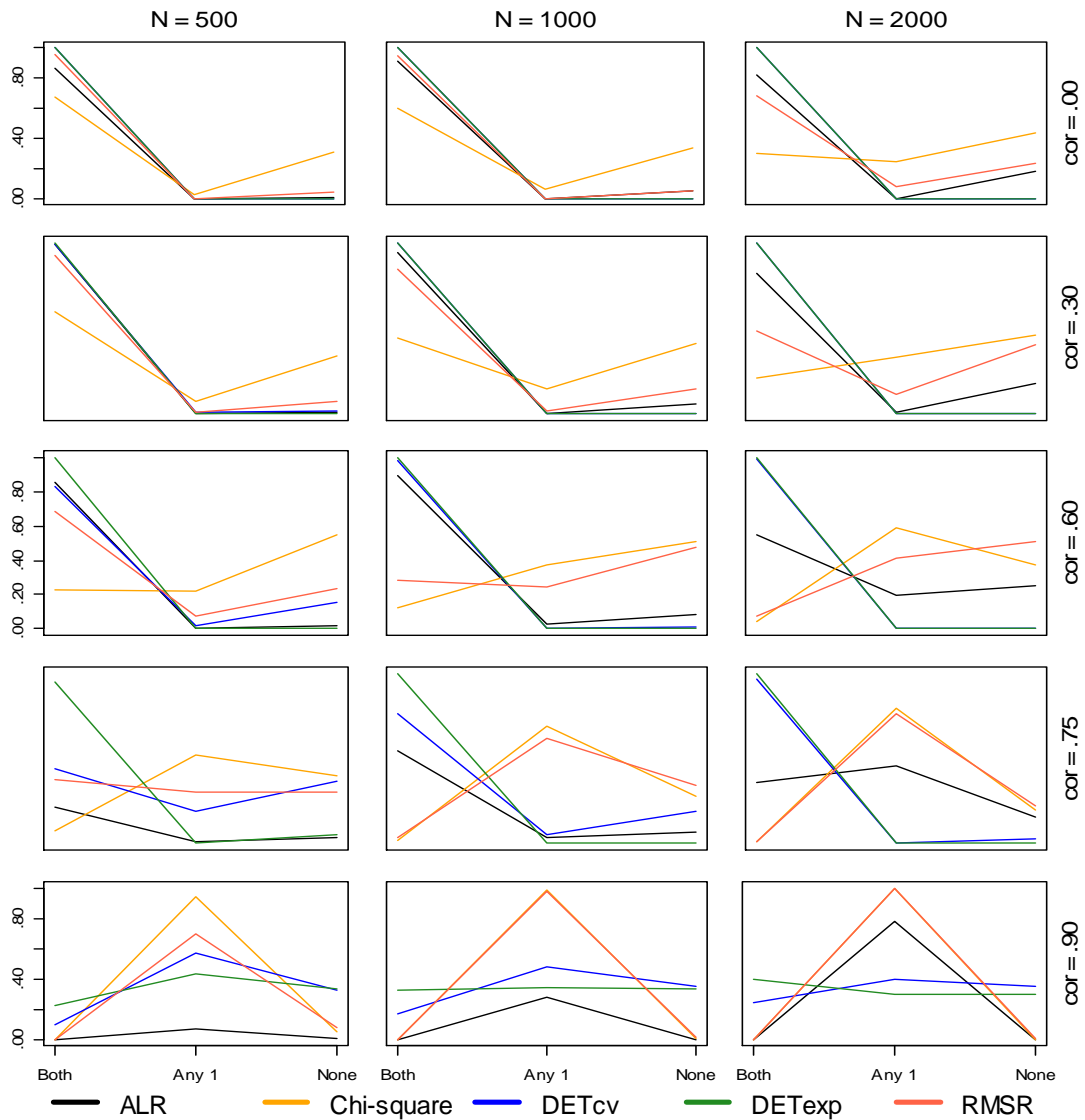 N = 500 N = 1000 N = 2000
.80
.40
.00
cor=.00
cor=.30
.80
.60
.40
.20
.00
cor=.60
cor=.75
.80
.40
.00
cor=.90
Both Any 1 None Both Any 1 None Both Any 1 None
ALR Chi-square DETcv DETexp RMSR